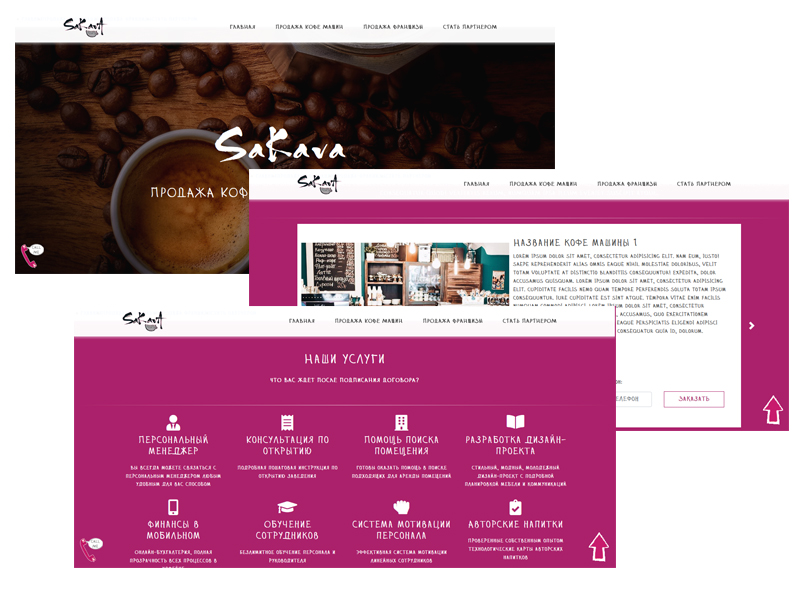 SaKavA
ГЛАВНАЯ ПРОДАЖА КОФЕ МАШИН ПРОДАЖА ФРАНШИЗЫ СТАТЬ ПАРТНЕРОМ
SaKava
ПРОДАЖА КОФ
SaKavA
ГЛАВНАЯ ПРОДАЖА КОФЕ МАШИН ПРОДАЖА ФРАНШИЗЫ СТАТЬ ПАРТНЕРОМ
НАЗВАНИЕ КОФЕ МАШИНЫ 1
LOREM IPSUM DOLOR SIT AMET, CONSECTETUR ADIPISICING ELIT. NAM EUM, IUSTO!
SAEPE REPREHENDERIT ALIAS OMNIS EAQUE NIHIL MOLESTIAE DOLORIBUS, VELIT
TOTAM VOLUPTATE AT DISTINCTIO BLANDITIIS CONSEQUUNTUR! EXPEDITA, DOLOR
ACCUSAMUS QUISQUAM. LOREM IPSUM DOLOR SIT AMET, CONSECTETUR ADIPISICING
ELIT. CUPIDITATE FACILIS NEMO QUAM TEMPORE PERFERENDIS SOLUTA TOTAM IPSUM
CONSEQUUNTUR. IURE CUPIDITATE EST SINT ATQUE. TEMPORA VITAE ENIM FACILIS
NUMQUAM COMMODI! LOREM IPSUM DOLOR SIT AMET, CONSECTETUR
, ACCUSAMUS, QUO EXERCITATIONEM
EAQUE PERSPICIATIS ELIGENDI ADIPISCI
CONSEQUATUR QUIA ID, DOLORUM.
ЕЛЕФОН ЗАКАЗАТЬ
SaKavA
ГЛАВНАЯ ПРОДАЖА КОФЕ МАШИН ПРОДАЖА ФРАНШИЗЫ СТАТЬ ПАРТНЕРОМ
НАШИ УСЛУГИ
ЧТО ВАС ЖДЕТ ПОСЛЕ ПОДПИСАНИЯ ДОГОВОРА?
ПЕРСОНАЛЬНЫЙ
МЕНЕДЖЕР
ВЫ ВСЕГДА МОЖЕТЕ СВЯЗАТЬСЯ С
ПЕРСОНАЛЬНЫМ МЕНЕДЖЕРОМ ЛЮБЫМ
УДОБНЫМ ДЛЯ ВАС СПОСОБОМ
КОНСУЛЬТАЦИЯ ПО
ОТКРЫТИЮ
ПОДРОБНАЯ ПОШАГОВАЯ ИНСТРУКЦИЯ ПО
ОТКРЫТИЮ ЗАВЕДЕНИЯ
ПОМОЩЬ ПОИСКА
ПОМЕЩЕНИЯ
ГОТОВЫ ОКАЗАТЬ ПОМОЩЬ В ПОИСКЕ
ПОДХОДЯЩИХ ДЛЯ АРЕНДЫ ПОМЕЩЕНИЙ
РАЗРАБОТКА ДИЗАЙН-
ПРОЕКТА
СТИЛЬНЫЙ, МОДНЫЙ, МОЛОДЕЖНЫЙ
ДИЗАЙН-ПРОЕКТ С ПОДРОБНОЙ
ПЛАНИРОВКОЙ МЕБЕЛИ И КОММУНИКАЦИЙ
ФИНАНСЫ В
МОБИЛЬНОМ
ОНЛАЙН-БУХГАЛТЕРИЯ, ПОЛНАЯ
ПРОЗРАЧНОСТЬ ВСЕХ ПРОЦЕССОВ В
ОБУЧЕНИЕ
СОТРУДНИКОВ
БЕЗЛИМИТНОЕ ОБУЧЕНИЕ ПЕРСОНАЛА И
РУКОВОДИТЕЛЯ
СИСТЕМА МОТИВАЦИИ
ПЕРСОНАЛА
ЭФФЕКТИВНАЯ СИСТЕМА МОТИВАЦИИ
ЛИНЕЙНЫХ СОТРУДНИКОВ
АВТОРСКИЕ НАПИТКИ
ПРОВЕРЕННЫЕ СОБСТВЕННЫМ ОПЫТОМ
ТЕХНОЛОГИЧЕСКИЕ КАРТЫ АВТОРСКИХ
НАПИТКОВ